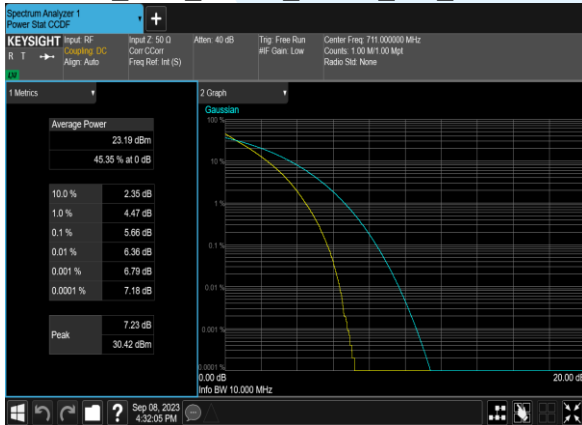 Spectrum Analyzer 1
Power Stat CCDF
KEYSIGHT
R T
Input: RF
Coupling: DC
Align: Auto
Input Z: 50 Ω
Corr CCorr
Freq Ref: Int (S)
Atten: 40 dB
Trig: Free Run
#IF Gain: Low
Center Freq: 711.000000 MHz
Counts: 1.00 M/1.00 Mpt
Radio Std: None
1 Metrics
Average Power
23.19 dBm
45.35 % at 0 dB
10.0 % 2.35 dB
1.0 % 4.47 dB
0.1 % 5.66 dB
0.01 % 6.36 dB
0.001 % 6.79 dB
0.0001 % 7.18 dB
Peak
7.23 dB
30.42 dBm
2 Graph
Gaussian
100 %
10 %
1 %
0.1 %
0.01 %
0.001 %
0.0001 %
0.00 dB
20.00 dB
Info BW 10.000 MHz
Sep 08, 2023
4:32:05 PM